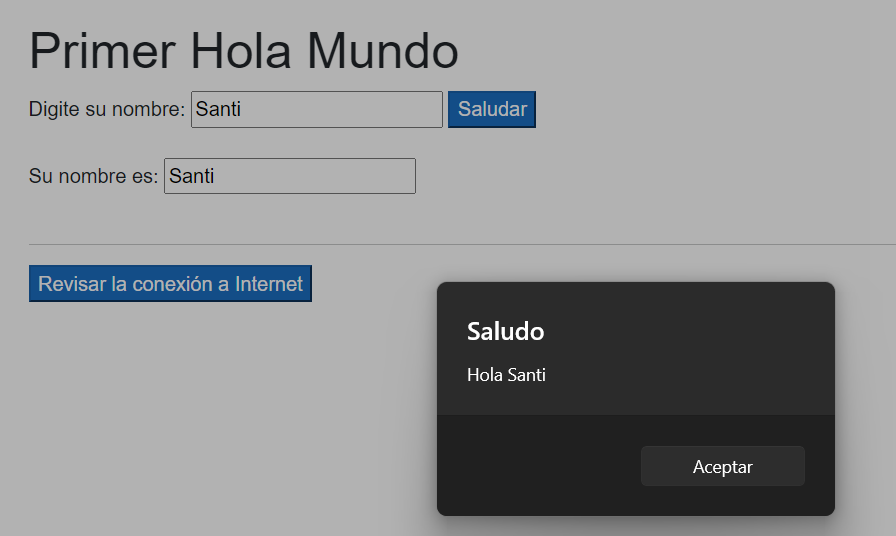 Primer Hola Mundo
Digite su nombre: Santi Saludar
Su nombre es: Santi
Revisar la conexión a Internet
Saludo
Hola Santi
Aceptar